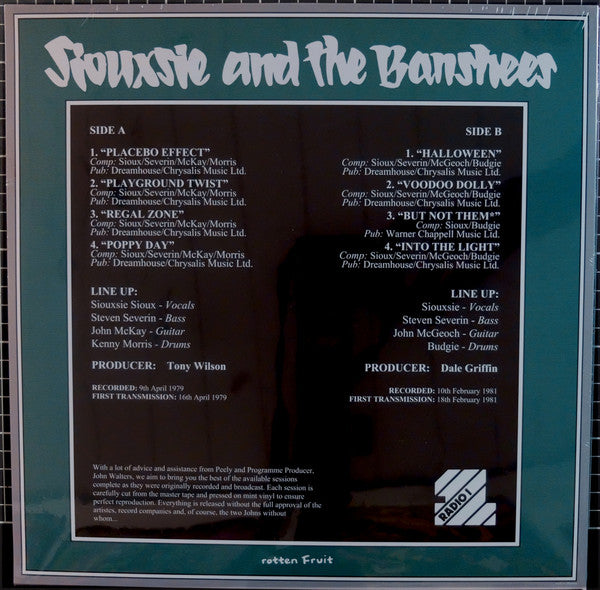 Siouxsie and the Banshees
SIDE A
1. “PLACEBO EFFECT”
Comp: Sioux/Severin/McKay/Morris
Pub: Dreamhouse/Chrysalis Music Ltd.
2. “PLAYGROUND TWIST”
Comp: Sioux/Severin/McKay/Morris
Pub: Dreamhouse/Chrysalis Music Ltd.
3. “REGAL ZONE”
Comp: Sioux/Severin/McKay/Morris
Pub: Dreamhouse/Chrysalis Music Ltd.
4. “POPPY DAY”
Comp: Sioux/Severin/McKay/Morris
Pub: Dreamhouse/Chrysalis Music Ltd.
LINE UP:
Siouxsie Sioux - Vocals
Steven Severin - Bass
John McKay - Guitar
Kenny Morris - Drums
PRODUCER: Tony Wilson
RECORDED: 9th April 1979
FIRST TRANSMISSION: 16th April 1979
SIDE B
1. “HALLOWEEN”
Comp: Sioux/Severin/McGeoch/Budgie
Pub: Dreamhouse/Chrysalis Music Ltd.
2. “VOODOO DOLLY”
Comp: Sioux/Severin/McGeoch/Budgie
Pub: Dreamhouse/Chrysalis Music Ltd.
3. “BUT NOT THEM*”
Comp: Sioux/Budgie
Pub: Warner Chappell Music Ltd.
4. “INTO THE LIGHT”
Comp: Sioux/Severin/McGeoch/Budgie
Pub: Dreamhouse/Chrysalis Music Ltd.
LINE UP:
Siouxsie - Vocals
Steven Severin - Bass
John McGeoch - Guitar
Budgie - Drums
PRODUCER: Dale Griffin
RECORDED: 10th February 1981
FIRST TRANSMISSION: 18th February 1981
With a lot of advice and assistance from Peely and Programme Producer,
John Walters, we aim to bring you the best of the available sessions
complete as they were originally recorded and broadcast. Each session is
carefully cut from the master tape and pressed on mint vinyl to ensure
perfect reproduction. Everything is released without the full approval of the
artistes, record companies and, of course, the two Johns without
whom...
1
RADIO 1
rotten Fruit